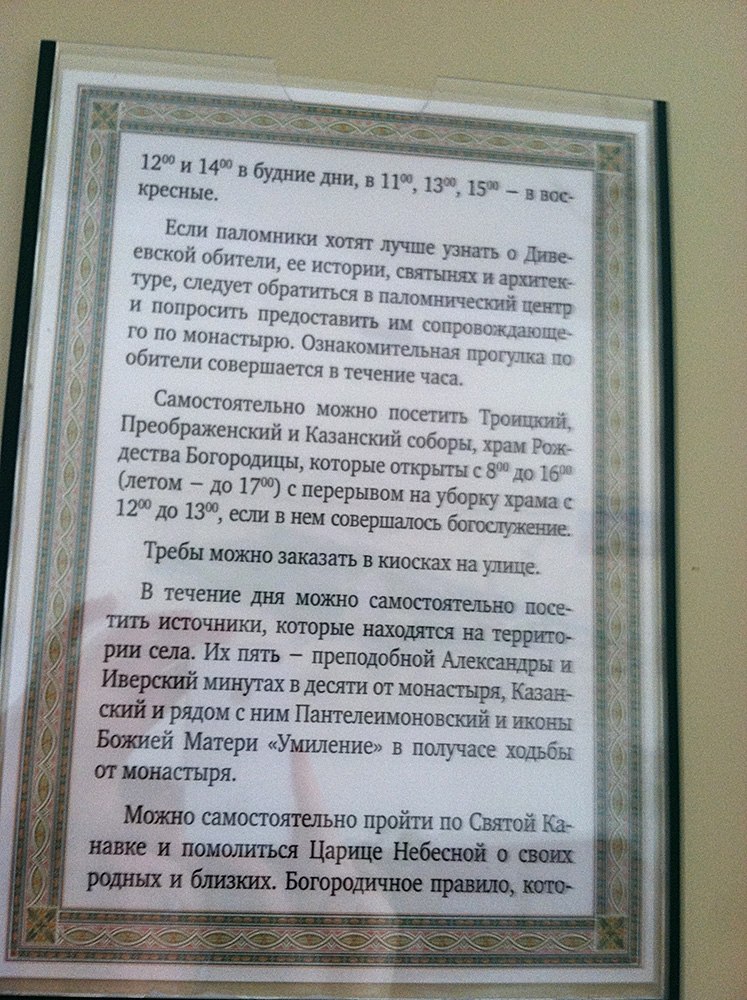 12⁰⁰ и 14⁰⁰ в будние дни, в 11⁰⁰, 13⁰⁰, 15⁰⁰ – в вос-
кресные.
Если паломники хотят лучше узнать о Диве-
евской обители, ее истории, святынях и архитек-
туре, следует обратиться в паломнический центр
и попросить предоставить им сопровождающе-
го по монастырю. Ознакомительная прогулка по
обители совершается в течение часа.
Самостоятельно можно посетить Троицкий,
Преображенский и Казанский соборы, храм Рож-
дества Богородицы, которые открыты с 8⁰⁰ до 16⁰⁰
(летом – до 17⁰⁰) с перерывом на уборку храма с
12⁰⁰ до 13⁰⁰, если в нем совершалось богослужение.
Требы можно заказать в киосках на улице.
В течение дня можно самостоятельно посе-
тить источники, которые находятся на террито-
рии села. Их пять – преподобной Александры и
Иверский минутах в десяти от монастыря, Казан-
ский и рядом с ним Пантелеимоновский и иконы
Божией Матери «Умиление» в получасе ходьбы
от монастыря.
Можно самостоятельно пройти по Святой Ка-
навке и помолиться Царице Небесной о своих
родных и близких. Богородичное правило, кото-